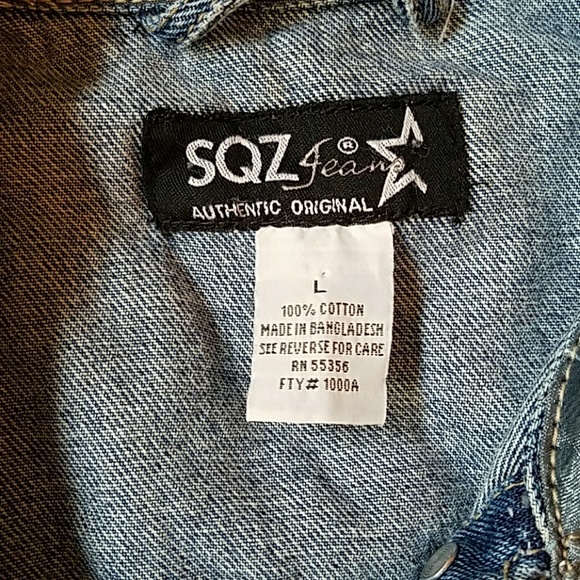 SQZ Jeans ®
AUTHENTIC ORIGINAL
L
100% COTTON
MADE IN BANGLADESH
SEE REVERSE FOR CARE
RN 55356
FTY# 1000A